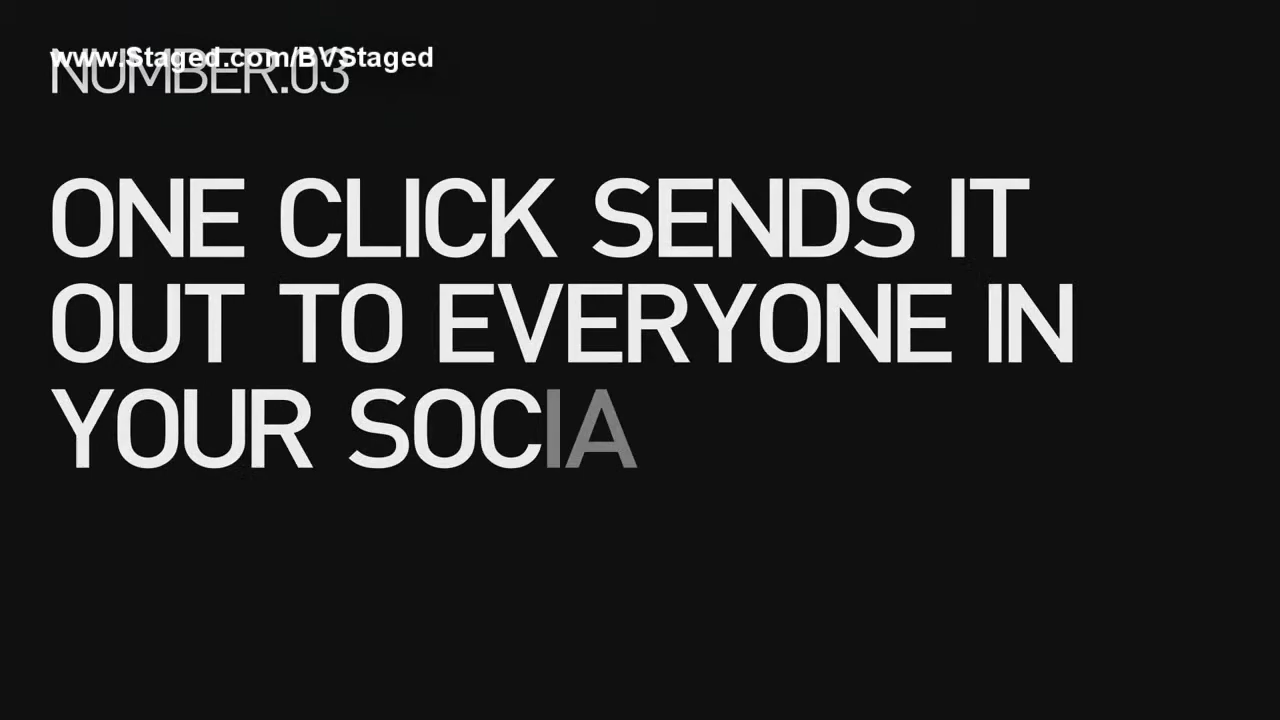 www.Staged.com/BVStaged
NUMBER.03
ONE CLICK SENDS IT
OUT TO EVERYONE IN
YOUR SOCIA